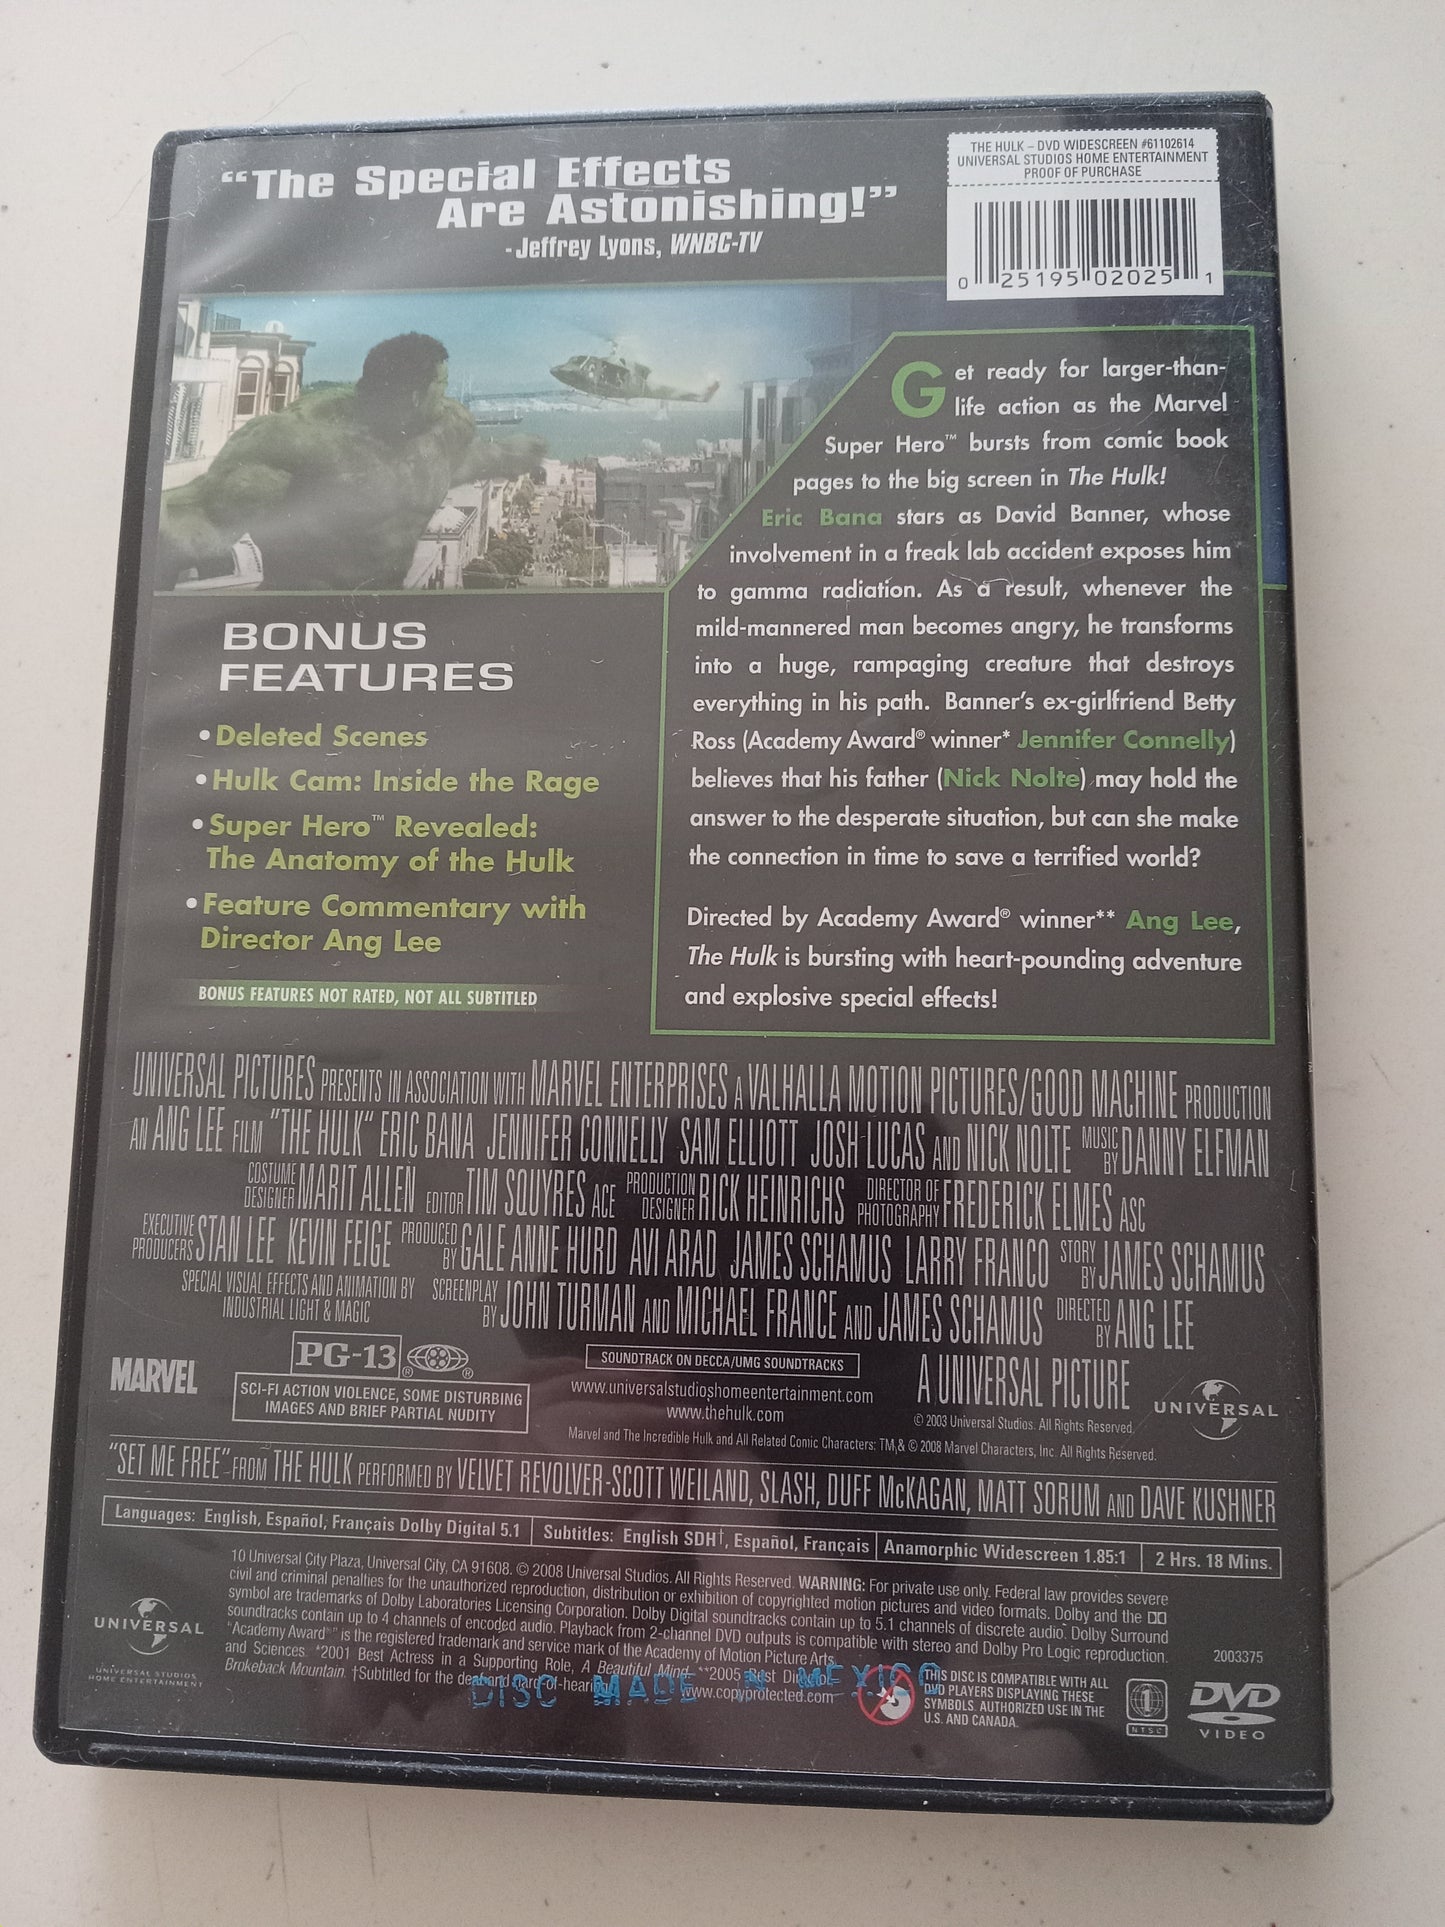 "The Special Effects
Are Astonishing!"
- Jeffrey Lyons, WNBC-TV
THE HULK – DVD WIDESCREEN #61102614
UNIVERSAL STUDIOS HOME ENTERTAINMENT
PROOF OF PURCHASE
0 25195 02025 1
Get ready for larger-than-
life action as the Marvel
Super Hero™ bursts from comic book
pages to the big screen in The Hulk!
Eric Bana stars as David Banner, whose
involvement in a freak lab accident exposes him
to gamma radiation. As a result, whenever the
mild-mannered man becomes angry, he transforms
into a huge, rampaging creature that destroys
everything in his path. Banner's ex-girlfriend Betty
Ross (Academy Award® winner* Jennifer Connelly)
believes that his father (Nick Nolte) may hold the
answer to the desperate situation, but can she make
the connection in time to save a terrified world?
Directed by Academy Award® winner** Ang Lee,
The Hulk is bursting with heart-pounding adventure
and explosive special effects!
BONUS
FEATURES
•Deleted Scenes
•Hulk Cam: Inside the Rage
•Super Hero™ Revealed:
The Anatomy of the Hulk
•Feature Commentary with
Director Ang Lee
BONUS FEATURES NOT RATED, NOT ALL SUBTITLED
UNIVERSAL PICTURES PRESENTS IN ASSOCIATION WITH MARVEL ENTERPRISES A VALHALLA MOTION PICTURES/GOOD MACHINE PRODUCTION
AN ANG LEE FILM "THE HULK" ERIC BANA JENNIFER CONNELLY SAM ELLIOTT JOSH LUCAS AND NICK NOLTE MUSIC BY DANNY ELFMAN
COSTUME DESIGNER MARIT ALLEN EDITOR TIM SQUYRES ACE PRODUCTION DESIGNER RICK HEINRICHS DIRECTOR OF PHOTOGRAPHY FREDERICK ELMES ASC
EXECUTIVE PRODUCERS STAN LEE KEVIN FEIGE PRODUCED BY GALE ANNE HURD AVI ARAD JAMES SCHAMUS LARRY FRANCO STORY BY JAMES SCHAMUS
SPECIAL VISUAL EFFECTS AND ANIMATION BY INDUSTRIAL LIGHT & MAGIC SCREENPLAY BY JOHN TURMAN AND MICHAEL FRANCE AND JAMES SCHAMUS DIRECTED BY ANG LEE
MARVEL
PG-13 ® ®
SCI-FI ACTION VIOLENCE, SOME DISTURBING
IMAGES AND BRIEF PARTIAL NUDITY
SOUNDTRACK ON DECCA/UMG SOUNDTRACKS
www.universalstudioshomeentertainment.com
www.thehulk.com
A UNIVERSAL PICTURE
© 2003 Universal Studios. All Rights Reserved.
UNIVERSAL
Marvel and The Incredible Hulk and All Related Comic Characters: TM & © 2008 Marvel Characters, Inc. All Rights Reserved.
"SET ME FREE"-FROM THE HULK PERFORMED BY VELVET REVOLVER-SCOTT WEILAND, SLASH, DUFF McKAGAN, MATT SORUM AND DAVE KUSHNER
Languages: English, Español, Français Dolby Digital 5.1 Subtitles: English SDH†, Español, Français Anamorphic Widescreen 1.85:1 2 Hrs. 18 Mins.
10 Universal City Plaza, Universal City, CA 91608. © 2008 Universal Studios. All Rights Reserved. WARNING: For private use only. Federal law provides severe
civil and criminal penalties for the unauthorized reproduction, distribution or exhibition of copyrighted motion pictures and video formats. Dolby and the
symbol are trademarks of Dolby Laboratories Licensing Corporation. Dolby Digital soundtracks contain up to 5.1 channels of discrete audio. Dolby Surround
soundtracks contain up to 4 channels of encoded audio. Playback from 2-channel DVD outputs is compatible with stereo and Dolby Pro Logic reproduction.
"Academy Award®" is the registered trademark and service mark of the Academy of Motion Picture Arts
and Sciences. *2001 Best Actress in a Supporting Role, A Beautiful Mind. **2005 Best Director,
Brokeback Mountain. †Subtitled for the deaf and hard-of-hearing. www.copyprotected.com
2003375
UNIVERSAL
UNIVERSAL STUDIOS
HOME ENTERTAINMENT
DISC MADE IN MEXICO
THIS DISC IS COMPATIBLE WITH ALL
DVD PLAYERS DISPLAYING THESE
SYMBOLS. AUTHORIZED USE IN THE
U.S. AND CANADA.
1
NTSC
DVD
VIDEO